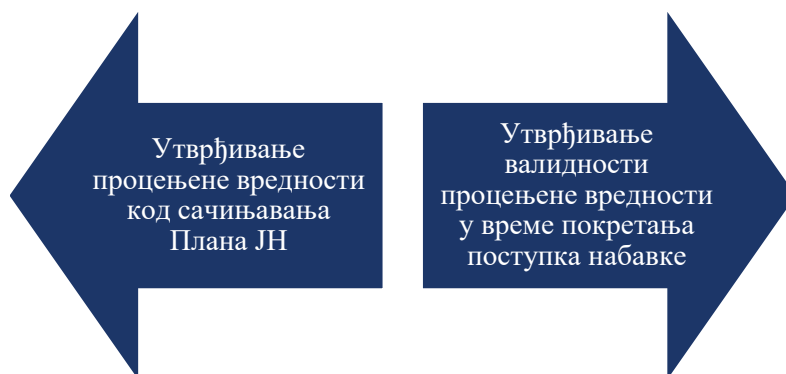 Утврђивање
процењене вредности
код сачињавања
Плана ЈН
Утврђивање
валидности
процењене вредности
у време покретања
поступка набавке